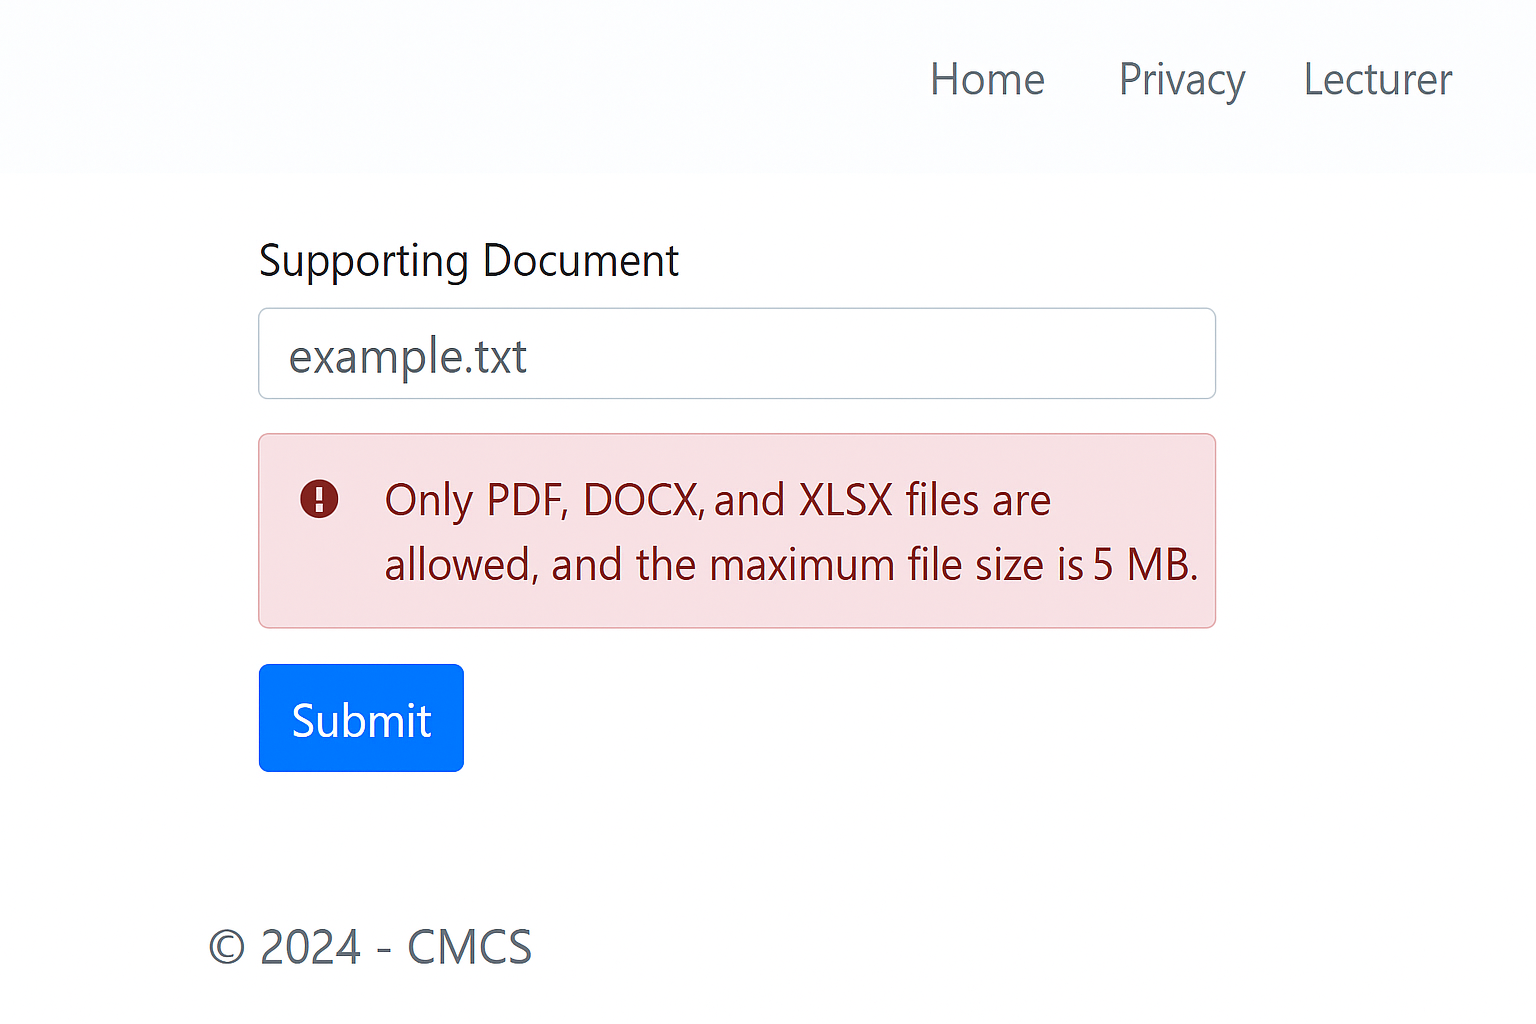 Home Privacy Lecturer
Supporting Document
example.txt
Only PDF, DOCX, and XLSX files are
allowed, and the maximum file size is 5 MB.
Submit
© 2024 - CMCS